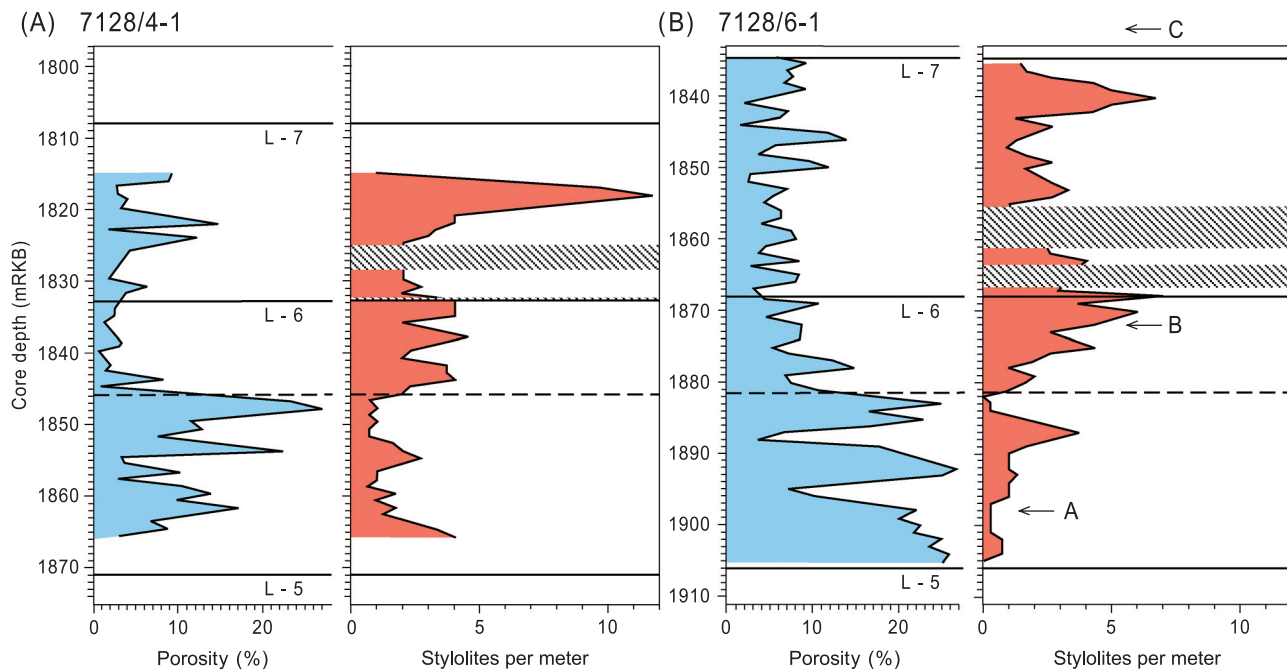 (A) 7128/4-1
(B) 7128/6-1
Core depth (mRKB)
1800
1810
1820
1830
1840
1850
1860
1870
L - 7
L - 6
L - 5
0 10 20
Porosity (%)
0 5 10
Stylolites per meter
1840
1850
1860
1870
1880
1890
1900
1910
L - 7
L - 6
L - 5
0 10 20
Porosity (%)
C
B
A
0 5 10
Stylolites per meter